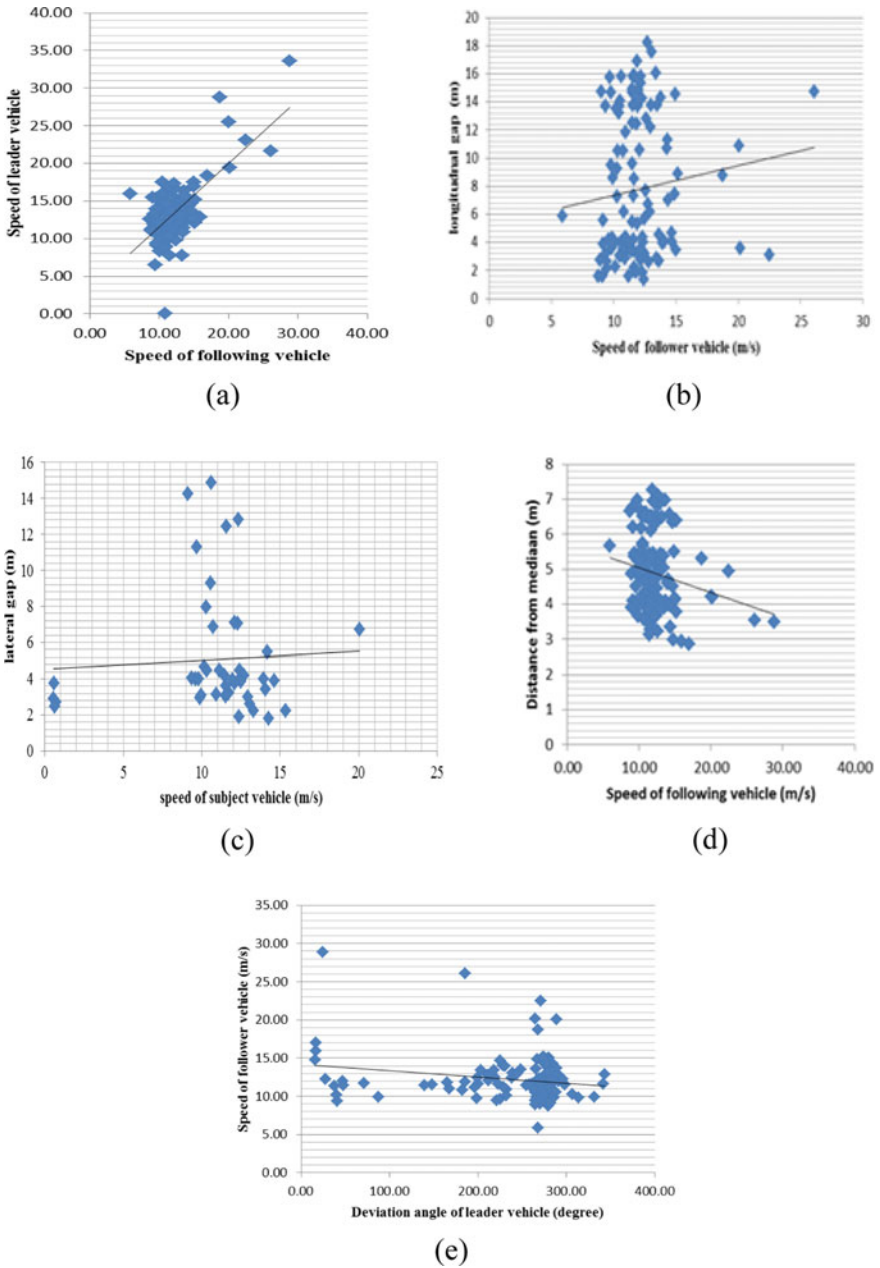 40.00
35.00
30.00
25.00
20.00
15.00
10.00
5.00
0.00
Speed of leader vehicle
0.00 10.00 20.00 30.00 40.00
Speed of following vehicle
(a)
20
18
16
14
12
10
8
6
4
2
0
longitudnal gap (m)
0 5 10 15 20 25 30
Speed of follower vehicle (m/s)
(b)
16
14
12
10
8
6
4
2
0
lateral gap (m)
0 5 10 15 20 25
speed of subject vehicle (m/s)
(c)
8
7
6
5
4
3
2
1
0
Distaance from mediaan (m)
0.00 10.00 20.00 30.00 40.00
Speed of following vehicle (m/s)
(d)
35.00
30.00
25.00
20.00
15.00
10.00
5.00
0.00
Speed of follower vehicle (m/s)
0.00 100.00 200.00 300.00 400.00
Deviation angle of leader vehicle (degree)
(e)